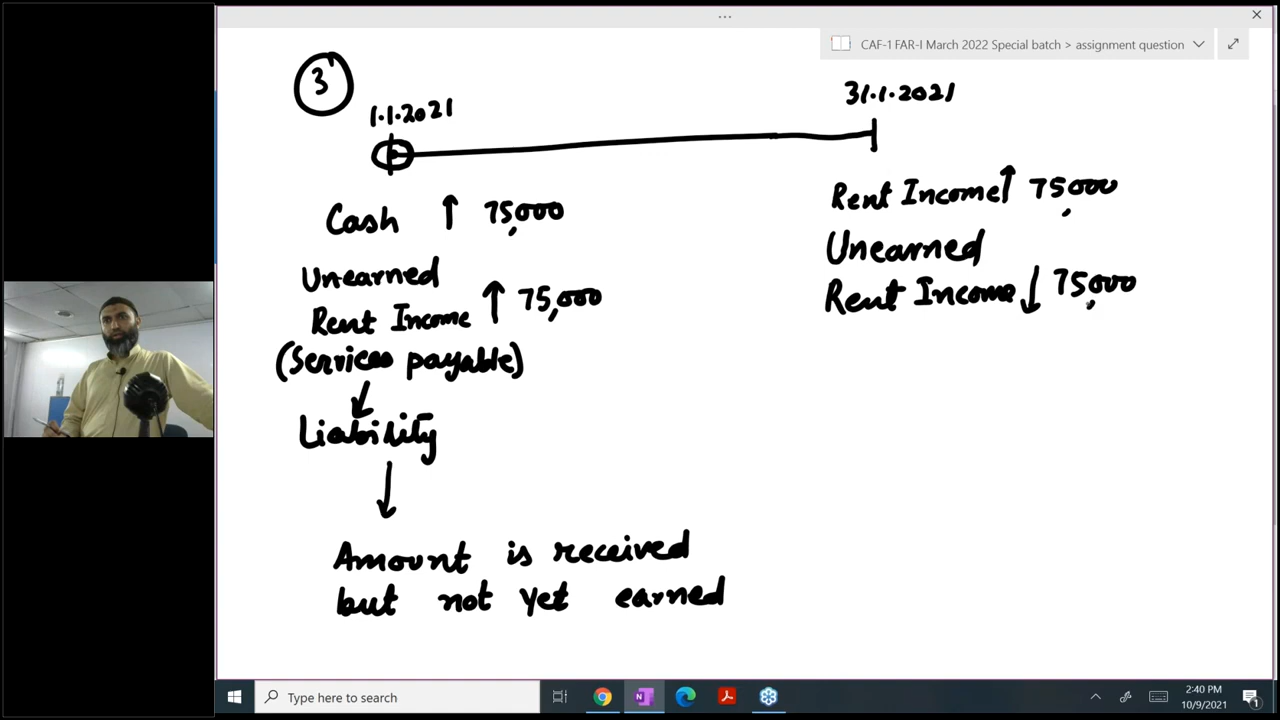 CAF-1 FAR-I March 2022 Special batch > assignment question
3
1.1.2021
31.1.2021
Cash ↑ 75,000
Unearned
Rent Income ↑ 75,000
(Services payable)
↓
Liability
↓
Amount is received
but not yet earned
Rent Income ↑ 75,000
Unearned
Rent Income ↓ 75,000
Type here to search
2:40 PM
10/9/2021
1